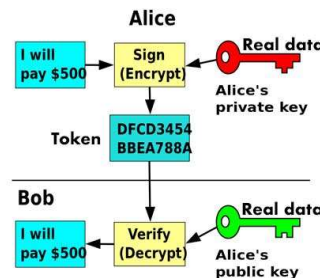 Alice
I will
pay $500
Sign
(Encrypt)
Real data
Alice's
private key
Token
DFCD3454
BBEA788A
Bob
I will
pay $500
Verify
(Decrypt)
Real data
Alice's
public key